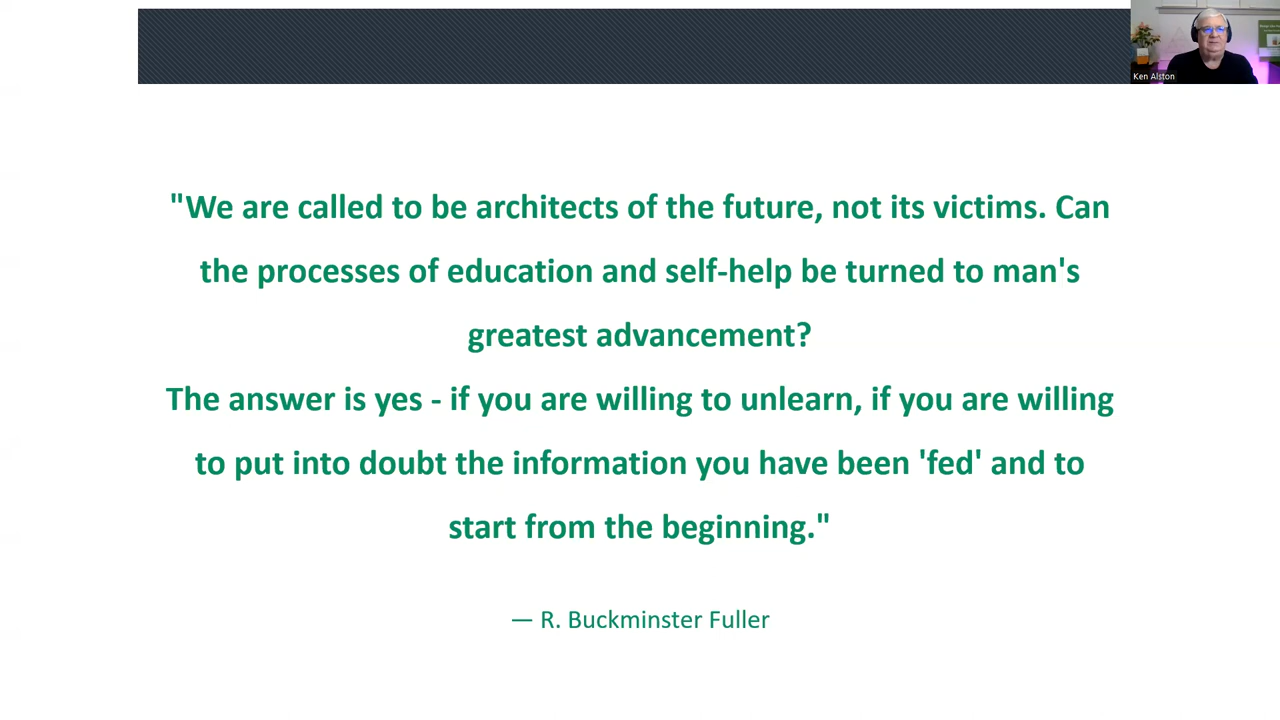 Ken Alston
"We are called to be architects of the future, not its victims. Can
the processes of education and self-help be turned to man's
greatest advancement?
The answer is yes - if you are willing to unlearn, if you are willing
to put into doubt the information you have been 'fed' and to
start from the beginning."
— R. Buckminster Fuller